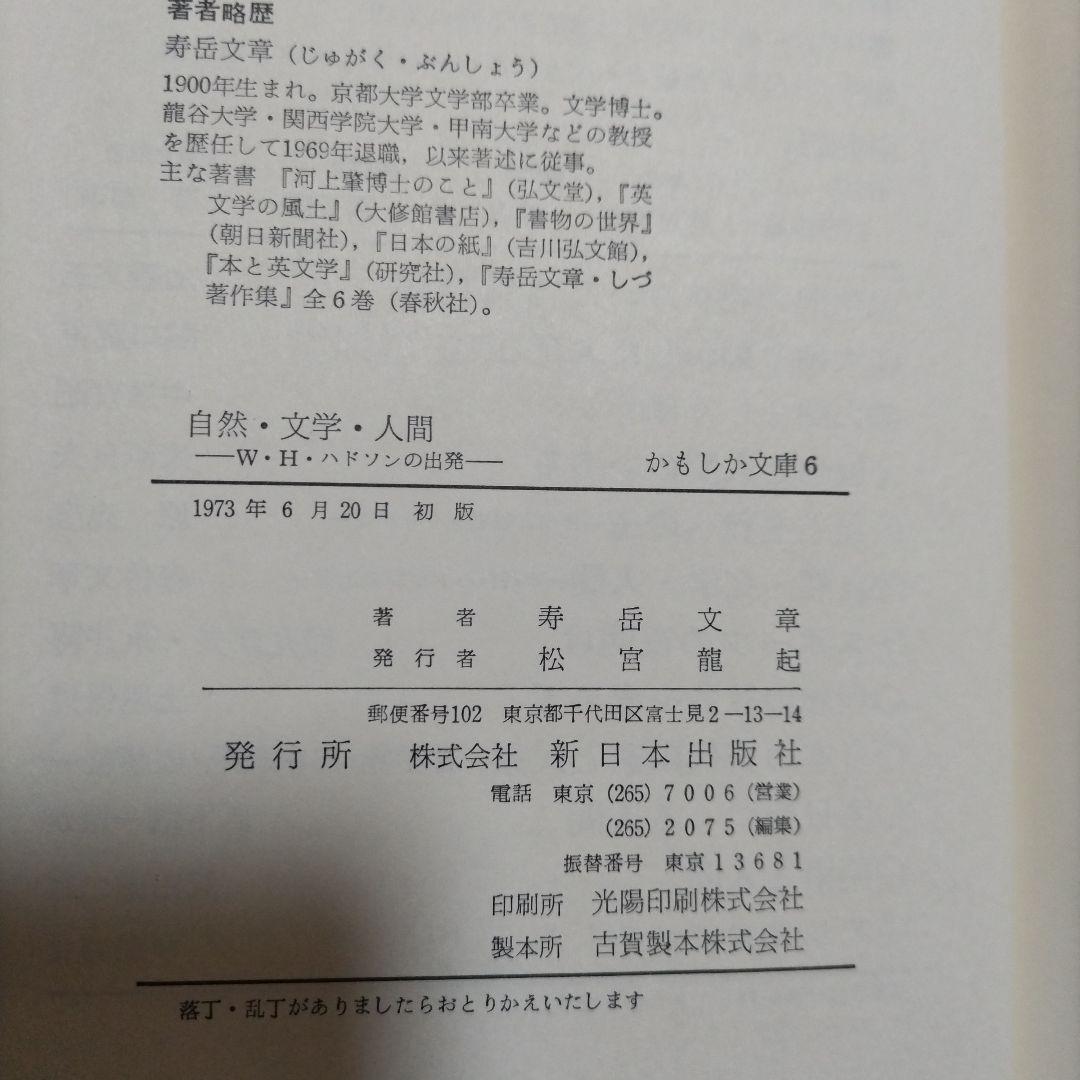 著者略歴
寿岳文章（じゅがく・ぶんしょう）
1900年生まれ。京都大学文学部卒業。文学博士。
龍谷大学・関西学院大学・甲南大学などの教授
を歴任して1969年退職，以来著述に従事。
主な著書　『河上肇博士のこと』（弘文堂），『英
文学の風土』（大修館書店），『書物の世界』
（朝日新聞社），『日本の紙』（吉川弘文館），
『本と英文学』（研究社），『寿岳文章・しづ
著作集』全6巻（春秋社）。
自然・文学・人間
――W・H・ハドソンの出発――　かもしか文庫6
1973年6月20日　初版
著者　寿岳文章
発行者　松宮龍起
郵便番号102　東京都千代田区富士見2―13―14
発行所　株式会社　新日本出版社
電話　東京（265）7006（営業）
（265）2075（編集）
振替番号　東京13681
印刷所　光陽印刷株式会社
製本所　古賀製本株式会社
落丁・乱丁がありましたらおとりかえいたします